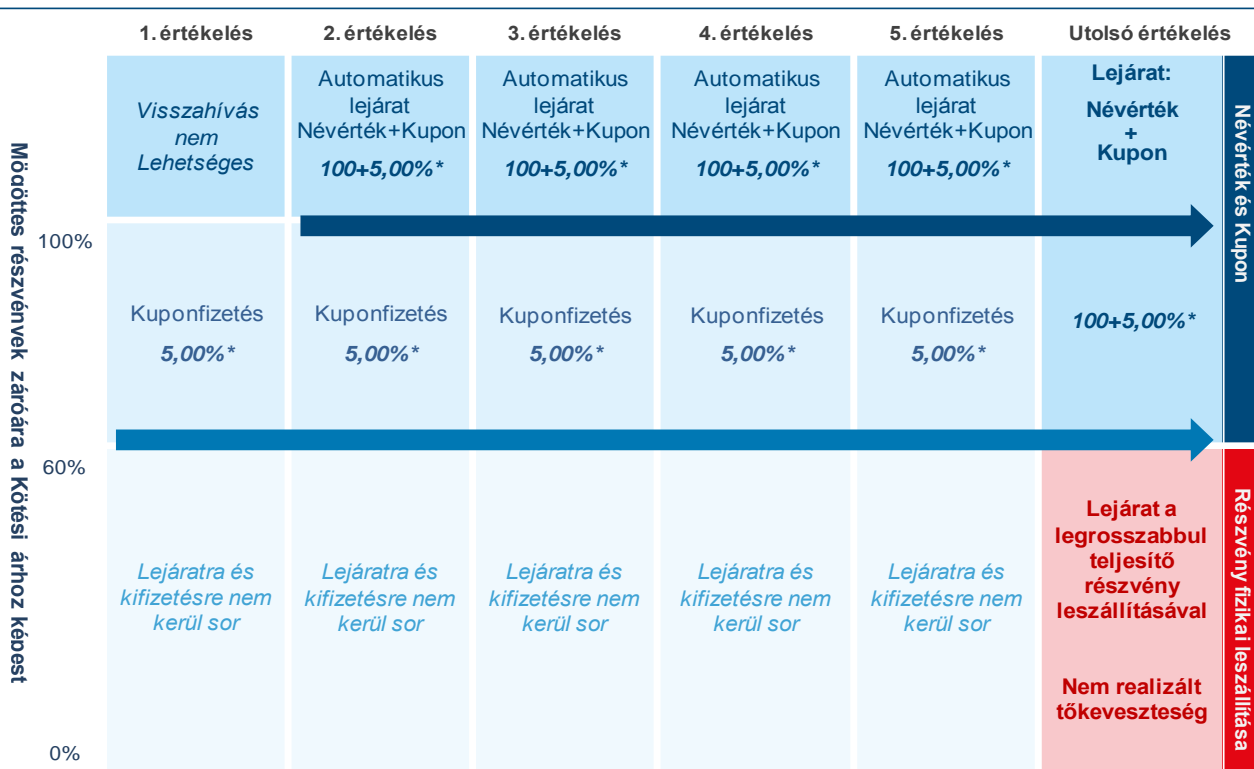 1. értékelés
2. értékelés
3. értékelés
4. értékelés
5. értékelés
Utolsó értékelés
Visszahívás
nem
Lehetséges
Automatikus
lejárat
Névérték+Kupon
100+5,00%*
Automatikus
lejárat
Névérték+Kupon
100+5,00%*
Automatikus
lejárat
Névérték+Kupon
100+5,00%*
Automatikus
lejárat
Névérték+Kupon
100+5,00%*
Lejárat:
Névérték
+
Kupon
Névérték és Kupon
Mögöttes részvények záróára a Kötési árhoz képest
100%
Kuponfizetés
5,00%*
Kuponfizetés
5,00%*
Kuponfizetés
5,00%*
Kuponfizetés
5,00%*
Kuponfizetés
5,00%*
100+5,00%*
60%
Lejáratra és
kifizetésre nem
kerül sor
Lejáratra és
kifizetésre nem
kerül sor
Lejáratra és
kifizetésre nem
kerül sor
Lejáratra és
kifizetésre nem
kerül sor
Lejáratra és
kifizetésre nem
kerül sor
Lejárat a
legrosszabbul
teljesítő
részvény
leszállításával
Nem realizált
tőkeveszteség
Részvény fizikai leszállítása
0%